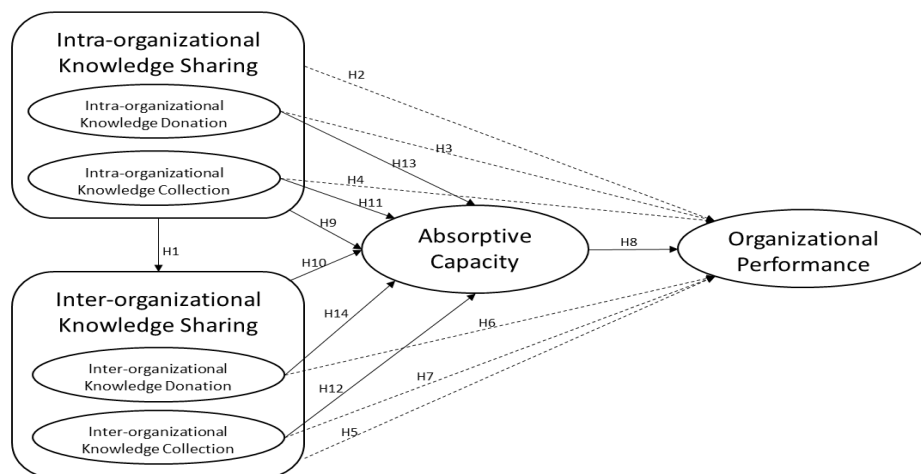 Intra-organizational
Knowledge Sharing
Intra-organizational
Knowledge Donation
Intra-organizational
Knowledge Collection
H2
H3
H13
H4
H11
H9
H1
H10
Absorptive
Capacity
H8
Organizational
Performance
Inter-organizational
Knowledge Sharing
Inter-organizational
Knowledge Donation
Inter-organizational
Knowledge Collection
H14
H6
H12
H7
H5